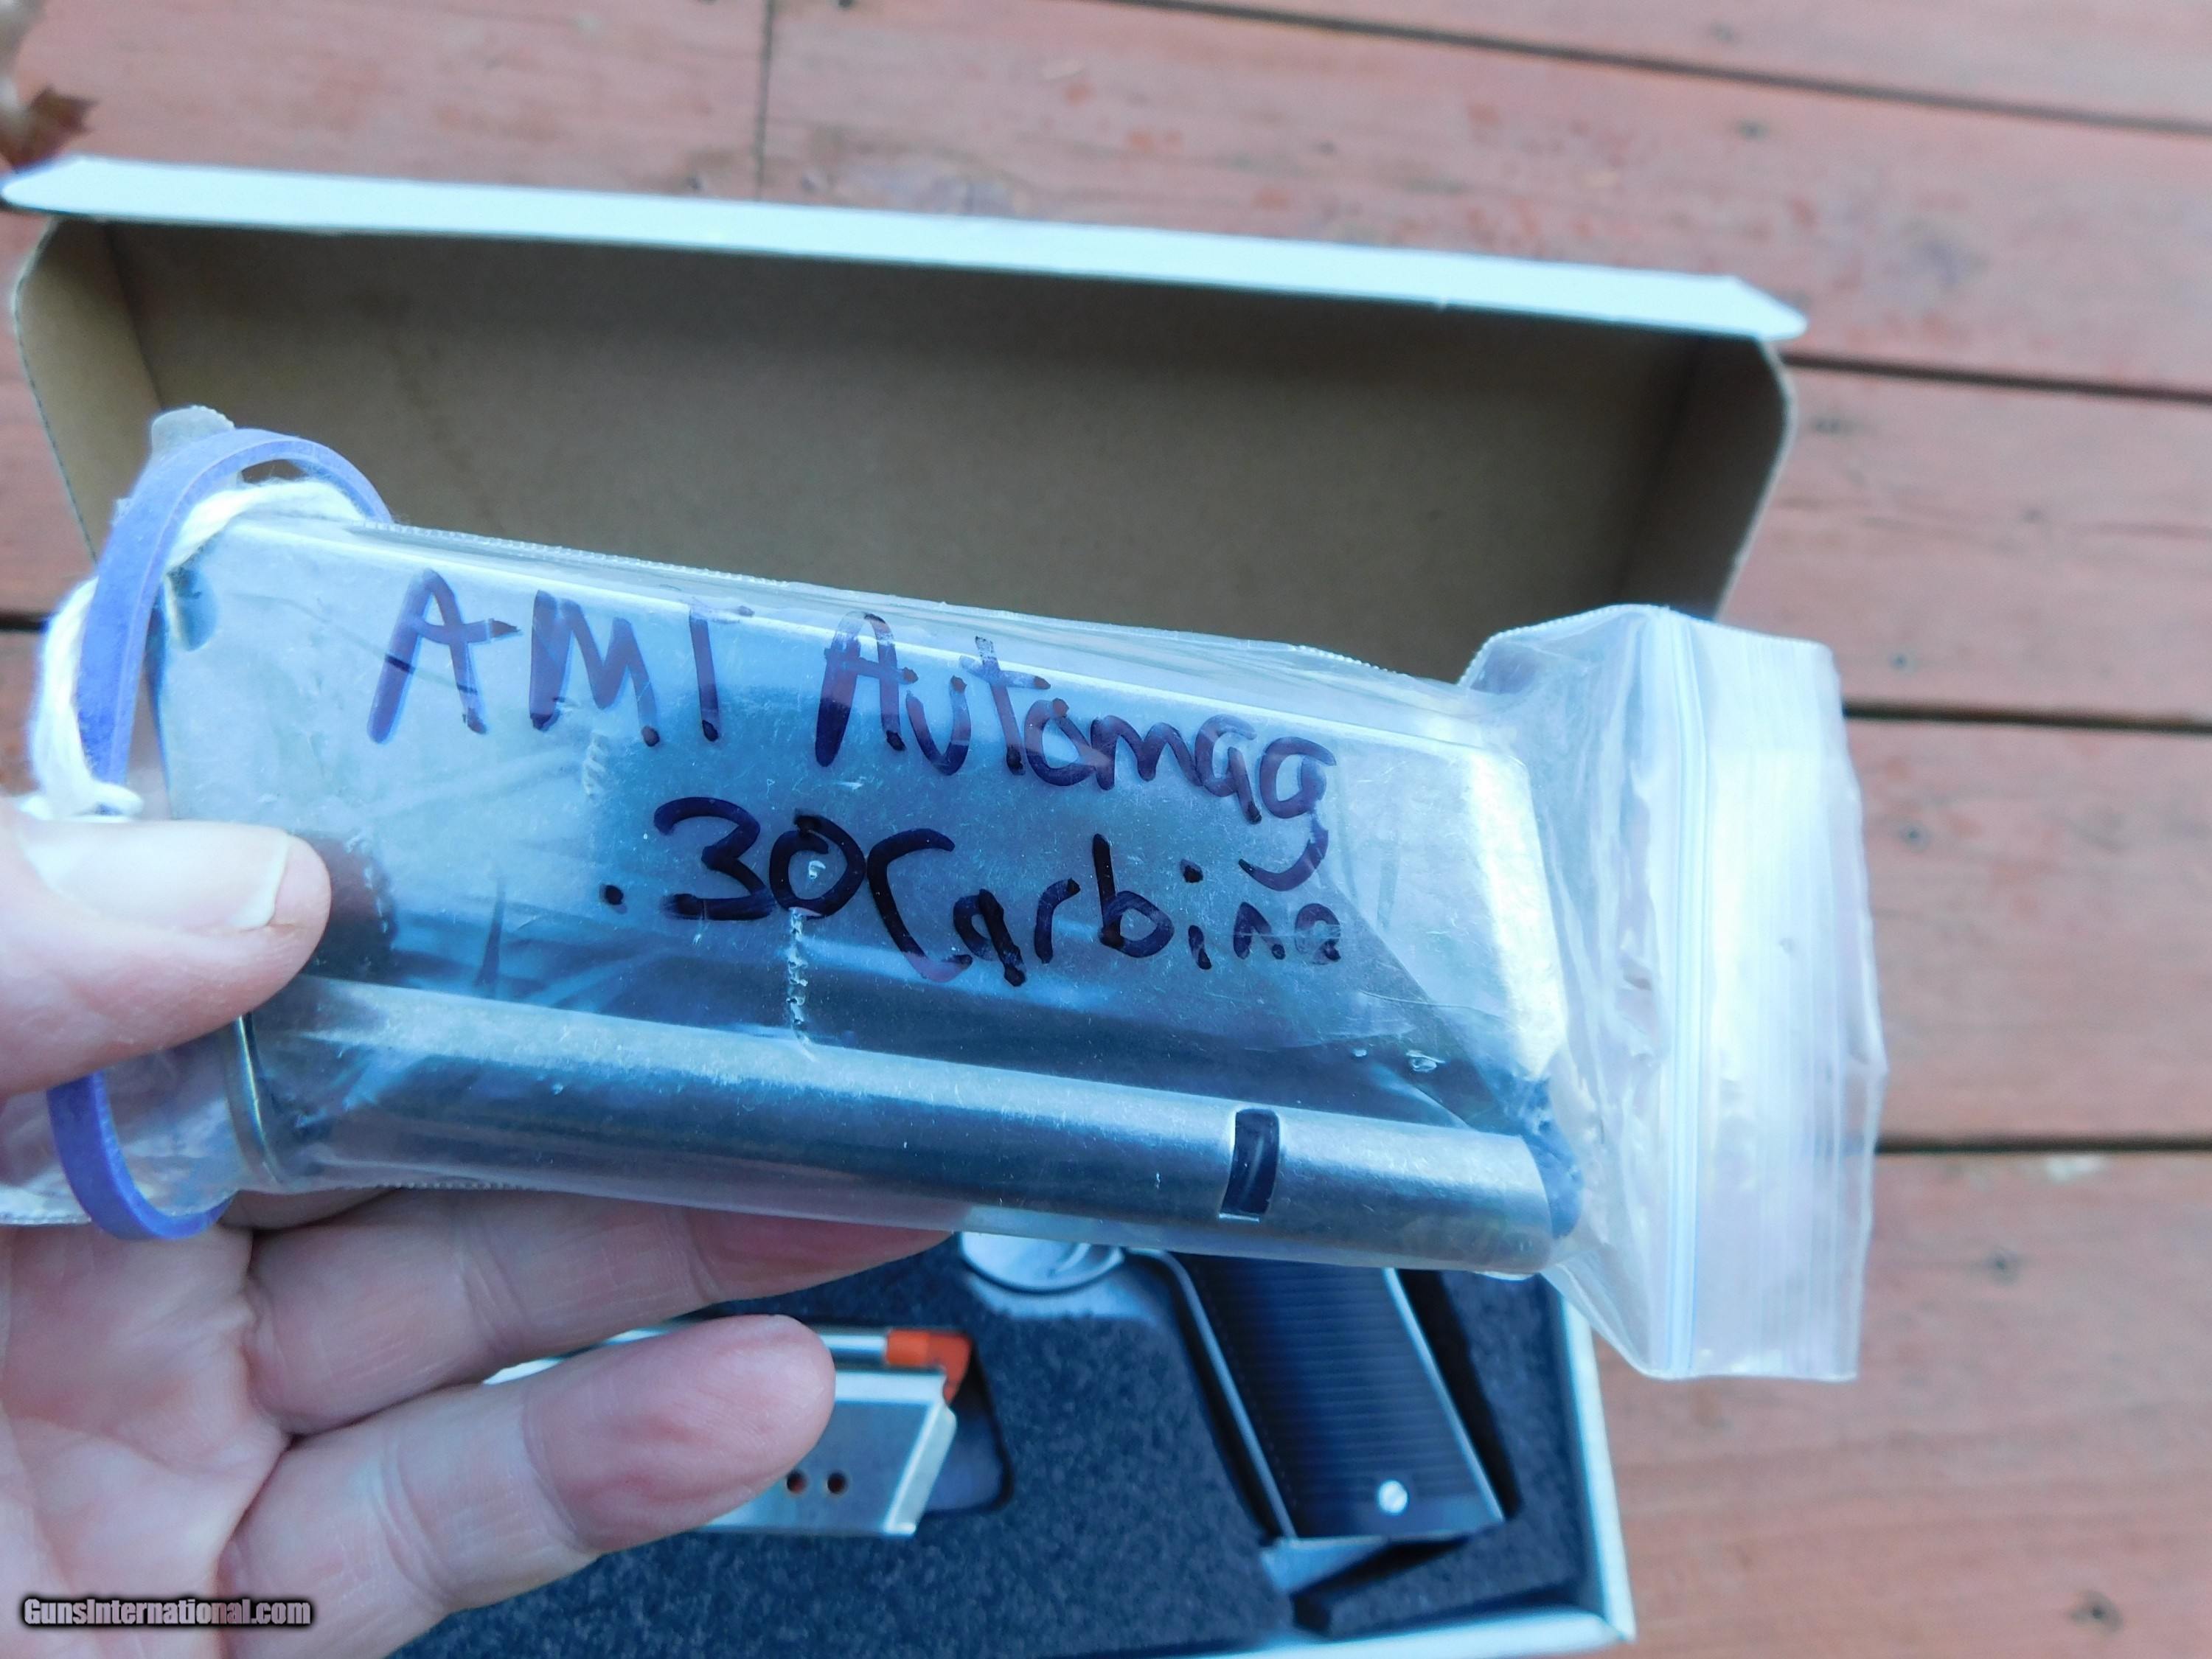 AMT Automag
.30 Carbine
GunsInternational.com